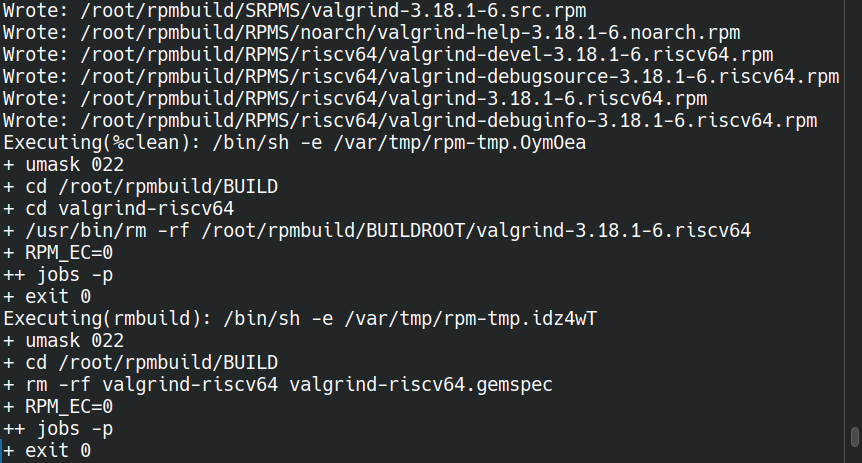 Wrote: /root/rpmbuild/SRPMS/valgrind-3.18.1-6.src.rpm
Wrote: /root/rpmbuild/RPMS/noarch/valgrind-help-3.18.1-6.noarch.rpm
Wrote: /root/rpmbuild/RPMS/riscv64/valgrind-devel-3.18.1-6.riscv64.rpm
Wrote: /root/rpmbuild/RPMS/riscv64/valgrind-debugsource-3.18.1-6.riscv64.rpm
Wrote: /root/rpmbuild/RPMS/riscv64/valgrind-3.18.1-6.riscv64.rpm
Wrote: /root/rpmbuild/RPMS/riscv64/valgrind-debuginfo-3.18.1-6.riscv64.rpm
Executing(%clean): /bin/sh -e /var/tmp/rpm-tmp.OymOea
+ umask 022
+ cd /root/rpmbuild/BUILD
+ cd valgrind-riscv64
+ /usr/bin/rm -rf /root/rpmbuild/BUILDROOT/valgrind-3.18.1-6.riscv64
+ RPM_EC=0
++ jobs -p
+ exit 0
Executing(rmbuild): /bin/sh -e /var/tmp/rpm-tmp.idz4wT
+ umask 022
+ cd /root/rpmbuild/BUILD
+ rm -rf valgrind-riscv64 valgrind-riscv64.gemspec
+ RPM_EC=0
++ jobs -p
+ exit 0